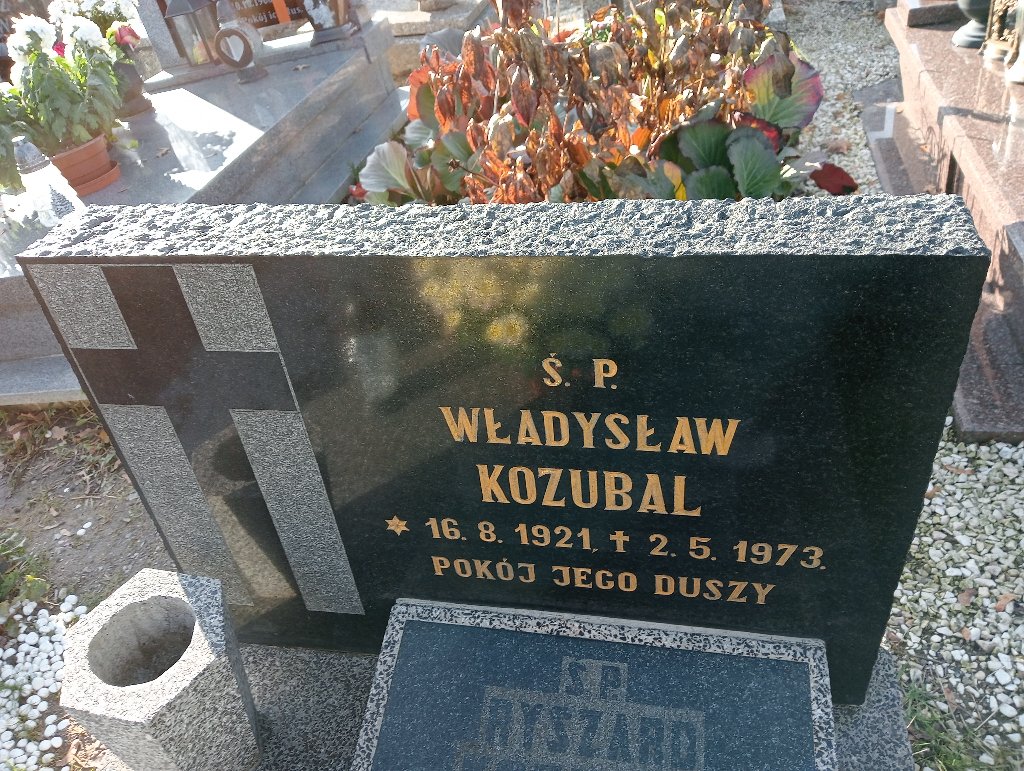 Ś. P.
WŁADYSŁAW
KOZUBAL
16. 8. 1921, † 2. 5. 1973.
POKÓJ JEGO DUSZY
Ś P
RYSZARD